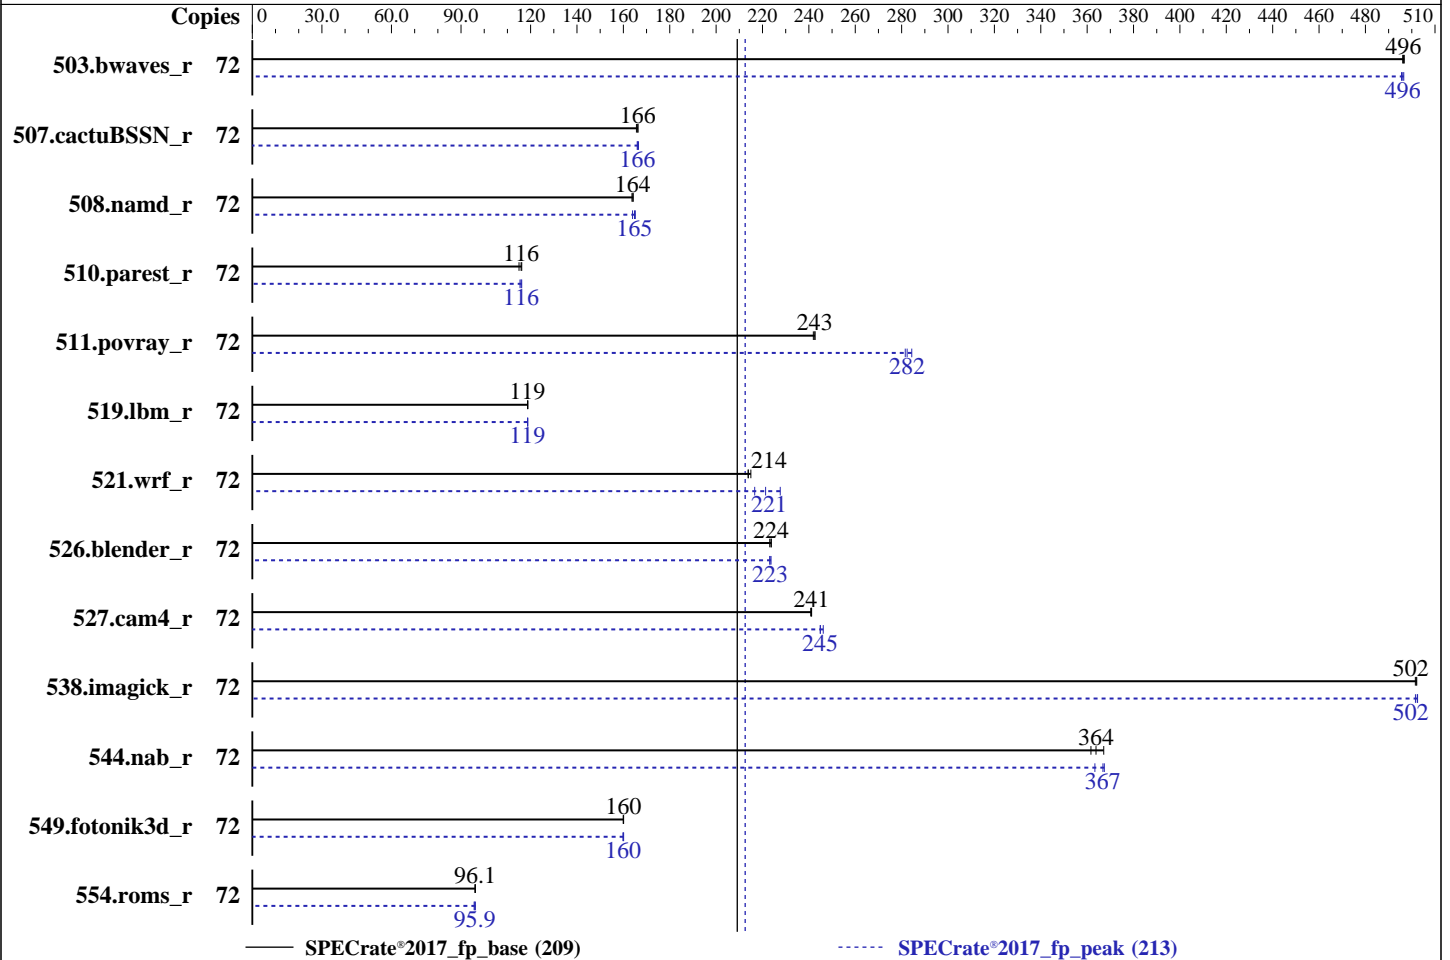 Copies 0 30.0 60.0 90.0 120 140 160 180 200 220 240 260 280 300 320 340 360 380 400 420 440 460 480 510
496
503.bwaves_r 72
496
166
507.cactuBSSN_r 72
166
164
508.namd_r 72
165
116
510.parest_r 72
116
243
511.povray_r 72
282
119
519.lbm_r 72
119
214
521.wrf_r 72
221
224
526.blender_r 72
223
241
527.cam4_r 72
245
502
538.imagick_r 72
502
364
544.nab_r 72
367
160
549.fotonik3d_r 72
160
96.1
554.roms_r 72
95.9
SPECrate®2017_fp_base (209) SPECrate®2017_fp_peak (213)